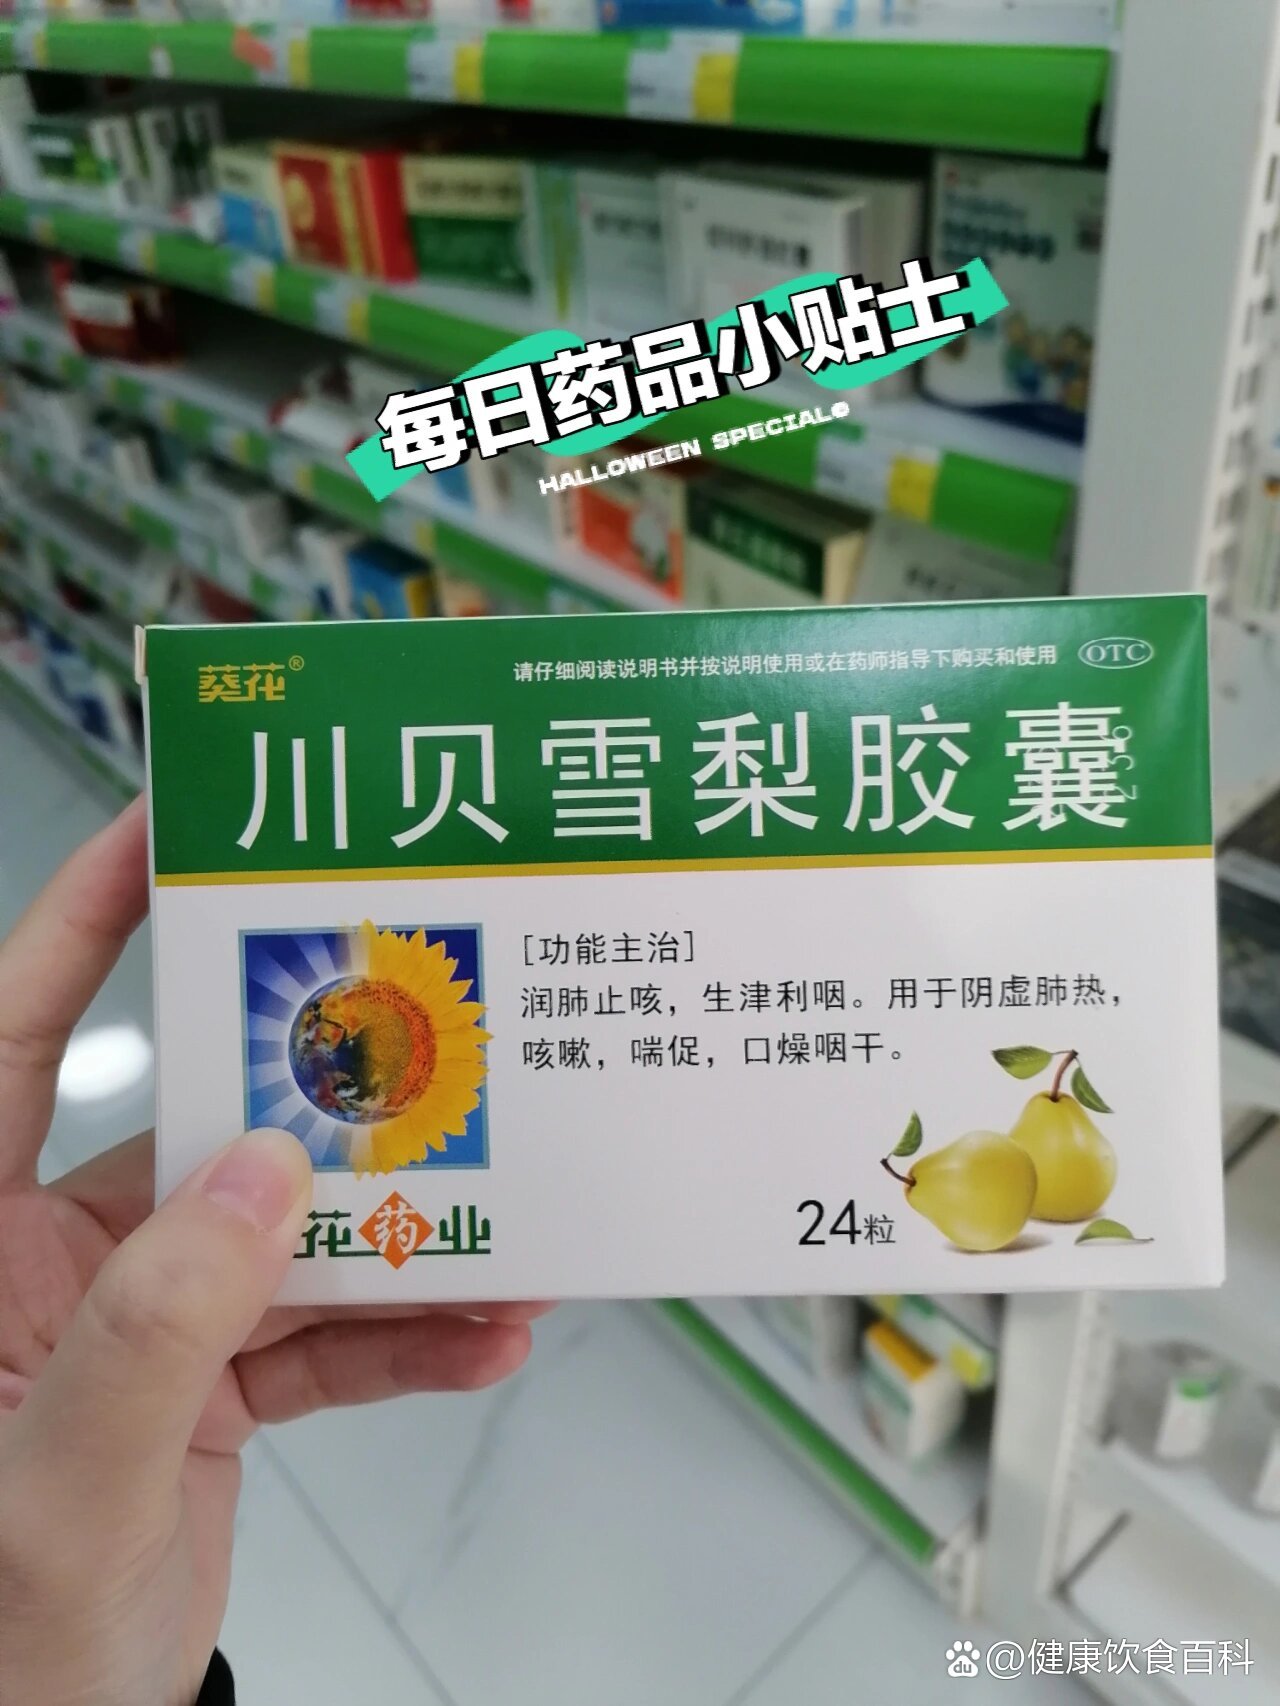 每日药品小贴士
HALLOWEEN SPECIAL@
葵花®
请仔细阅读说明书并按说明使用或在药师指导下购买和使用
OTC
川贝雪梨胶囊
[功能主治]
润肺止咳，生津利咽。用于阴虚肺热，
咳嗽，喘促，口燥咽干。
花药业
24粒
du @健康饮食百科